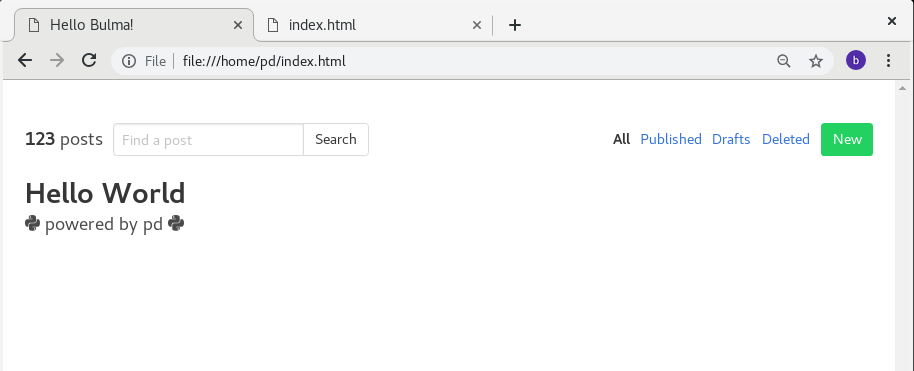 Hello Bulma!
index.html
File file:///home/pd/index.html
b
123 posts Find a post Search All Published Drafts Deleted New
Hello World
powered by pd